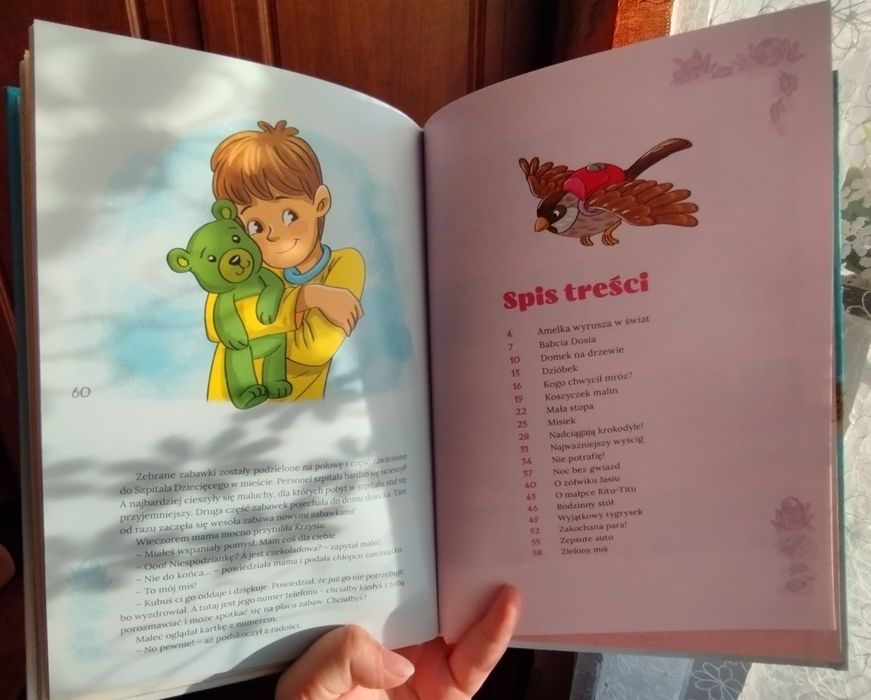 60
Zebrane zabawki zostały podzielone na połowę i część zawieziono
do Szpitala Dziecięcego w mieście. Personel szpitala bardzo się ucieszył!
A najbardziej cieszyły się maluchy, dla których pobyt w szpitalu stał się
przyjemniejszy. Druga część zabawek pojechała do domu dziecka. Tam
od razu zaczęła się wesoła zabawa nowymi zabawkami!
Wieczorem mama mocno przytuliła Krzysia:
– Miałeś wspaniały pomysł. Mam coś dla ciebie.
– Ooo! Niespodziankę? A jest czekoladowa? – zapytał malec.
– Nie do końca... – powiedziała mama i podała chłopcu zawiniątko.
– To mój miś!
– Kubuś ci go oddaje i dziękuje. Powiedział, że już go nie potrzebuje,
bo wyzdrowiał. A tutaj jest jego numer telefonu – chciałby kiedyś z tobą
porozmawiać i może spotkać się na placu zabaw. Chciałbyś?
Malec oglądał kartkę z numerem.
– No pewnie! – aż podskoczył z radości.
Spis treści
4 Amelka wyrusza w świat
7 Babcia Dosia
10 Domek na drzewie
13 Dzióbek
16 Kogo chwycił mróz?
19 Koszyczek malin
22 Mała stopa
25 Misiek
28 Nadciągają krokodyle!
31 Najważniejszy wyścig
34 Nie potrafię!
37 Noc bez gwiazd
40 O żółwiku Jasiu
43 O małpce Ritu-Titu
46 Rodzinny stół
49 Wyjątkowy tygrysek
52 Zakochana para!
55 Zepsute auto
58 Zielony miś